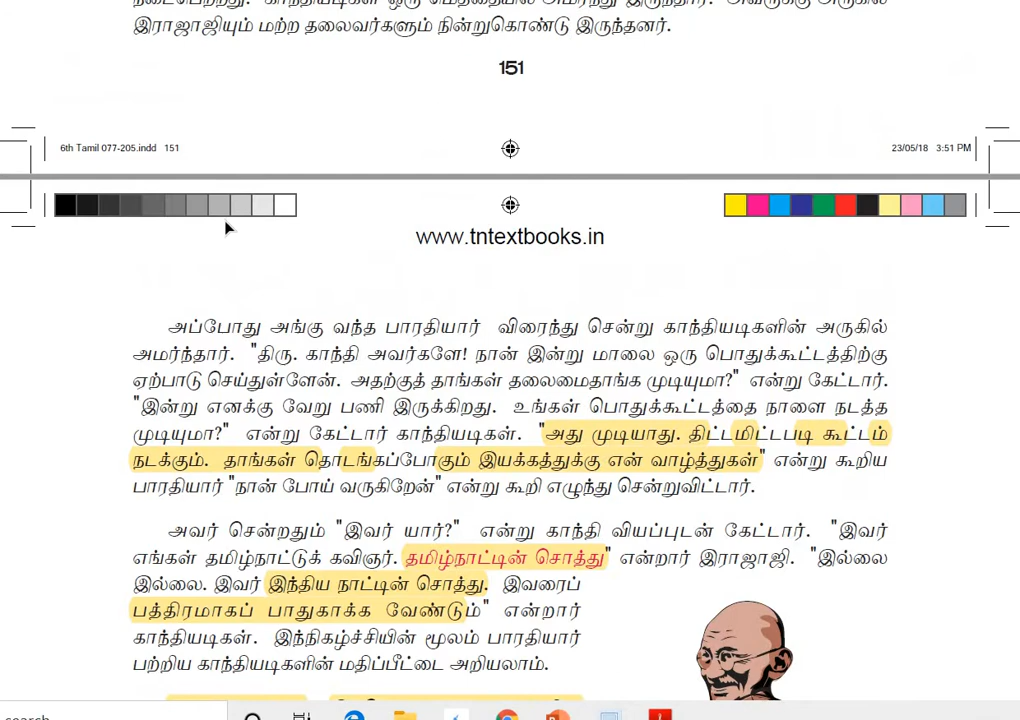 இராஜாஜியும் மற்ற தலைவர்களும் நின்றுகொண்டு இருந்தனர்.
151
6th Tamil 077-205.indd 151
23/05/18 3:51 PM
www.tntextbooks.in
அப்போது அங்கு வந்த பாரதியார் விரைந்து சென்று காந்தியடிகளின் அருகில்
அமர்ந்தார். "திரு. காந்தி அவர்களே! நான் இன்று மாலை ஒரு பொதுக்கூட்டத்திற்கு
ஏற்பாடு செய்துள்ளேன். அதற்குத் தாங்கள் தலைமைதாங்க முடியுமா?" என்று கேட்டார்.
"இன்று எனக்கு வேறு பணி இருக்கிறது. உங்கள் பொதுக்கூட்டத்தை நாளை நடத்த
முடியுமா?" என்று கேட்டார் காந்தியடிகள். "அது முடியாது. திட்டமிட்டபடி கூட்டம்
நடக்கும். தாங்கள் தொடங்கப்போகும் இயக்கத்துக்கு என் வாழ்த்துகள்" என்று கூறிய
பாரதியார் "நான் போய் வருகிறேன்" என்று கூறி எழுந்து சென்றுவிட்டார்.
அவர் சென்றதும் "இவர் யார்?" என்று காந்தி வியப்புடன் கேட்டார். "இவர்
எங்கள் தமிழ்நாட்டுக் கவிஞர். தமிழ்நாட்டின் சொத்து" என்றார் இராஜாஜி. "இல்லை
இல்லை. இவர் இந்திய நாட்டின் சொத்து. இவரைப்
பத்திரமாகப் பாதுகாக்க வேண்டும்" என்றார்
காந்தியடிகள். இந்நிகழ்ச்சியின் மூலம் பாரதியார்
பற்றிய காந்தியடிகளின் மதிப்பீட்டை அறியலாம்.